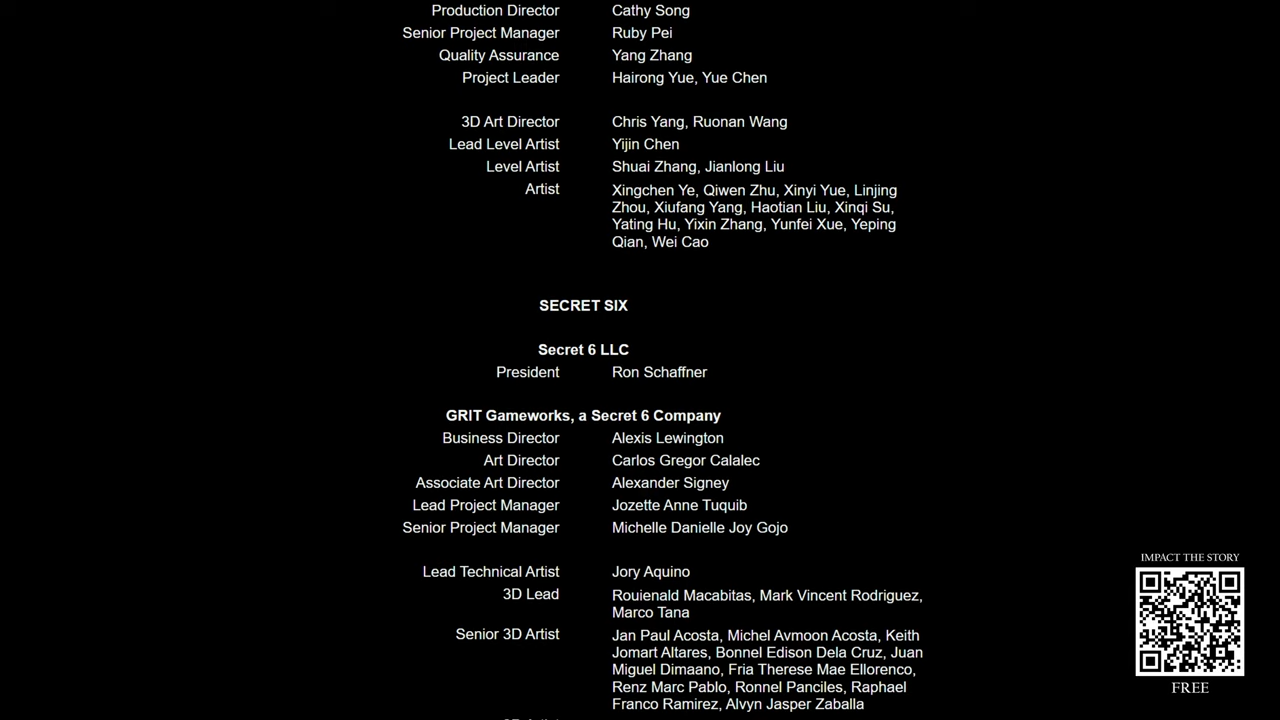 Production Director Cathy Song
Senior Project Manager Ruby Pei
Quality Assurance Yang Zhang
Project Leader Hairong Yue, Yue Chen
3D Art Director Chris Yang, Ruonan Wang
Lead Level Artist Yijin Chen
Level Artist Shuai Zhang, Jianlong Liu
Artist Xingchen Ye, Qiwen Zhu, Xinyi Yue, Linjing
Zhou, Xiufang Yang, Haotian Liu, Xinqi Su,
Yating Hu, Yixin Zhang, Yunfei Xue, Yeping
Qian, Wei Cao
SECRET SIX
Secret 6 LLC
President Ron Schaffner
GRIT Gameworks, a Secret 6 Company
Business Director Alexis Lewington
Art Director Carlos Gregor Calalec
Associate Art Director Alexander Signey
Lead Project Manager Jozette Anne Tuquib
Senior Project Manager Michelle Danielle Joy Gojo
Lead Technical Artist Jory Aquino
3D Lead Rouienald Macabitas, Mark Vincent Rodriguez,
Marco Tana
Senior 3D Artist Jan Paul Acosta, Michel Avmoon Acosta, Keith
Jomart Altares, Bonnel Edison Dela Cruz, Juan
Miguel Dimaano, Fria Therese Mae Ellorenco,
Renz Marc Pablo, Ronnel Panciles, Raphael
Franco Ramirez, Alvyn Jasper Zaballa
IMPACT THE STORY
FREE